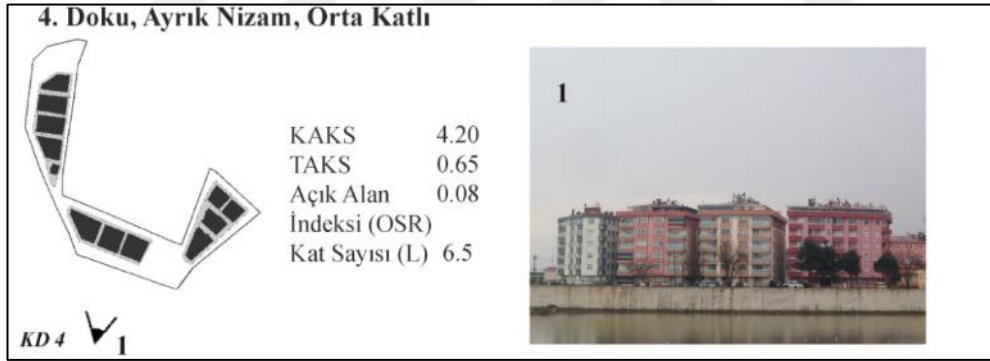 4. Doku, Ayrık Nizam, Orta Katlı
KAKS 4.20
TAKS 0.65
Açık Alan 0.08
İndeksi (OSR)
Kat Sayısı (L) 6.5
KD 4
1
1